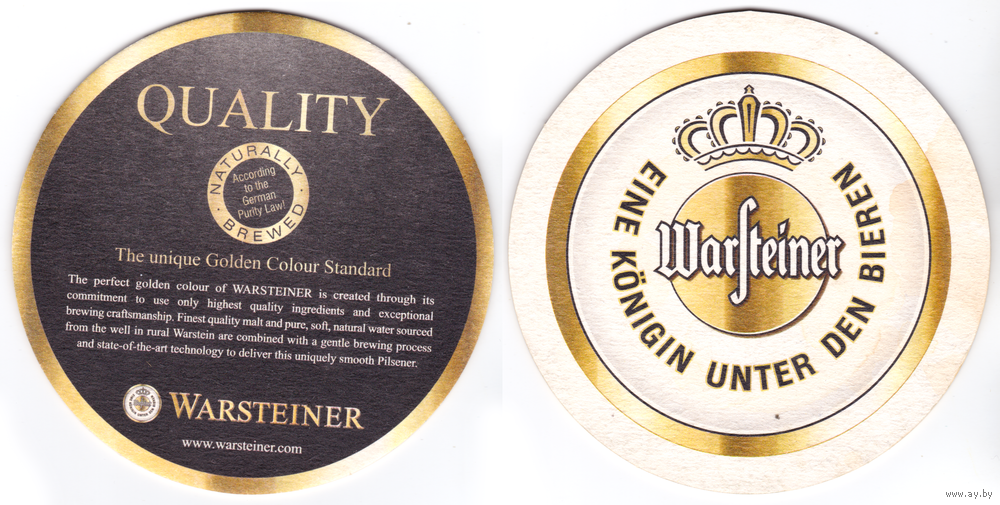 QUALITY
NATURALLY
According
to the
German
Purity Law!
BREWED
The unique Golden Colour Standard
The perfect golden colour of WARSTEINER is created through its
commitment to use only highest quality ingredients and exceptional
brewing craftsmanship. Finest quality malt and pure, soft, natural water sourced
from the well in rural Warstein are combined with a gentle brewing process
and state-of-the-art technology to deliver this uniquely smooth Pilsener.
WARSTEINER
www.warsteiner.com
Warsteiner
EINE KÖNIGIN UNTER DEN BIEREN
www.ay.by